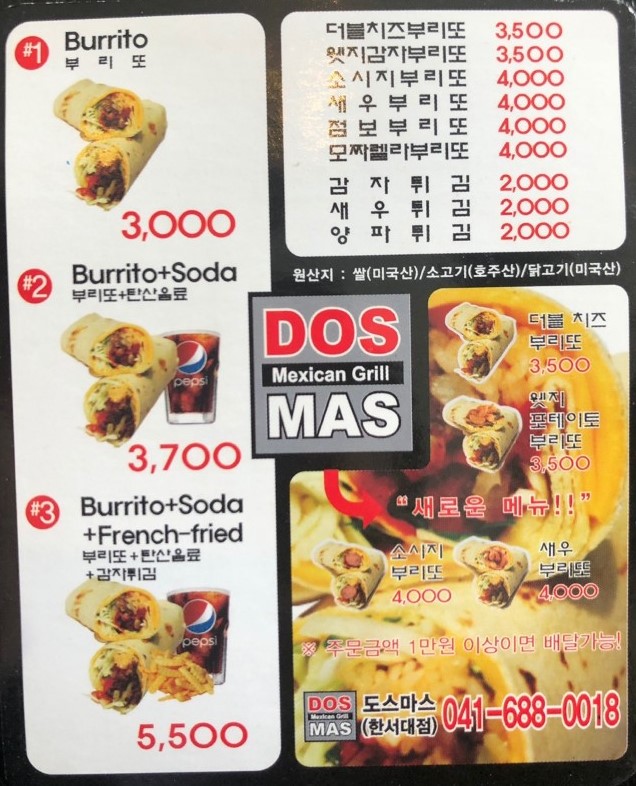 #1 Burrito
부 리 또
3,000
#2 Burrito+Soda
부리또+탄산음료
pepsi
3,700
#3 Burrito+Soda
+French-fried
부리또+탄산음료
+감자튀김
pepsi
5,500
더블치즈부리또 3,500
웻지감자부리또 3,500
소시지부리또 4,000
새우부리또 4,000
점보부리또 4,000
모짜렐라부리또 4,000
감 자 튀 김 2,000
새 우 튀 김 2,000
양 파 튀 김 2,000
원산지 : 쌀(미국산)/소고기(호주산)/닭고기(미국산)
DOS
Mexican Grill
MAS
더블 치즈
부리또
3,500
웻지
포테이토
부리또
3,500
"새로운 메뉴!!"
소시지
부리또
4,000
새우
부리또
4,000
※ 주문금액 1만원 이상이면 배달가능!
DOS
Mexican Grill
MAS
도스마스
(한서대점)
041-688-0018